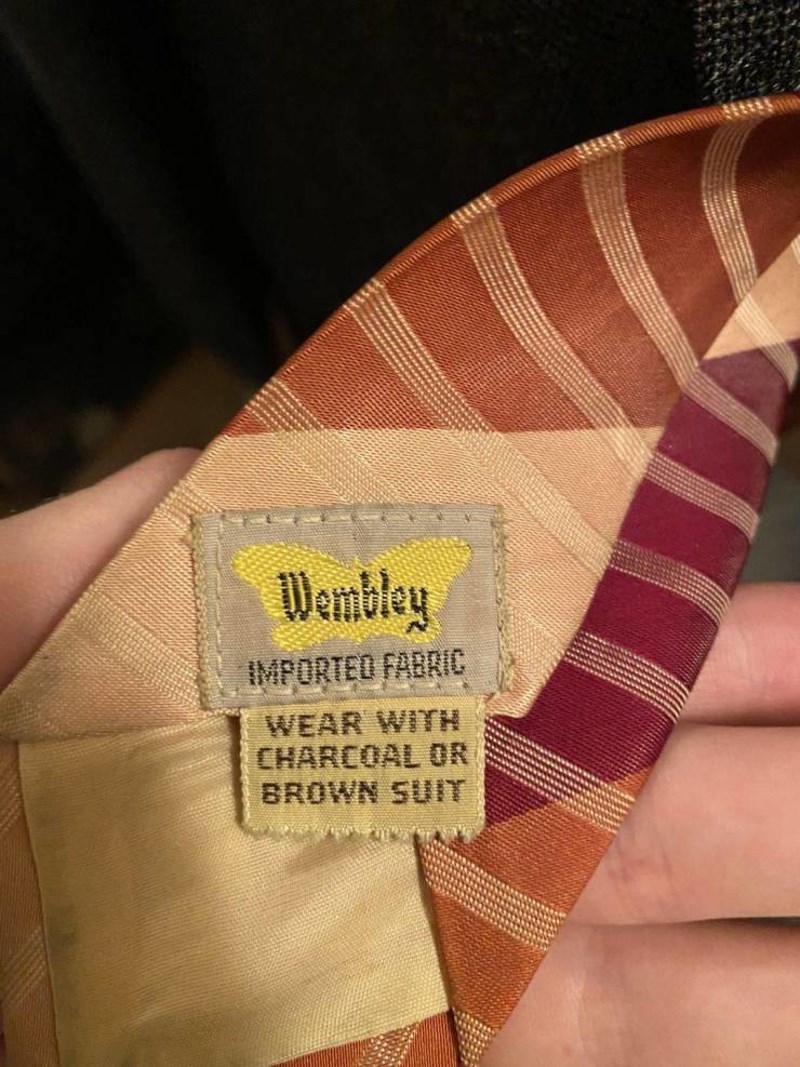 Wembley
IMPORTED FABRIC
WEAR WITH
CHARCOAL OR
BROWN SUIT